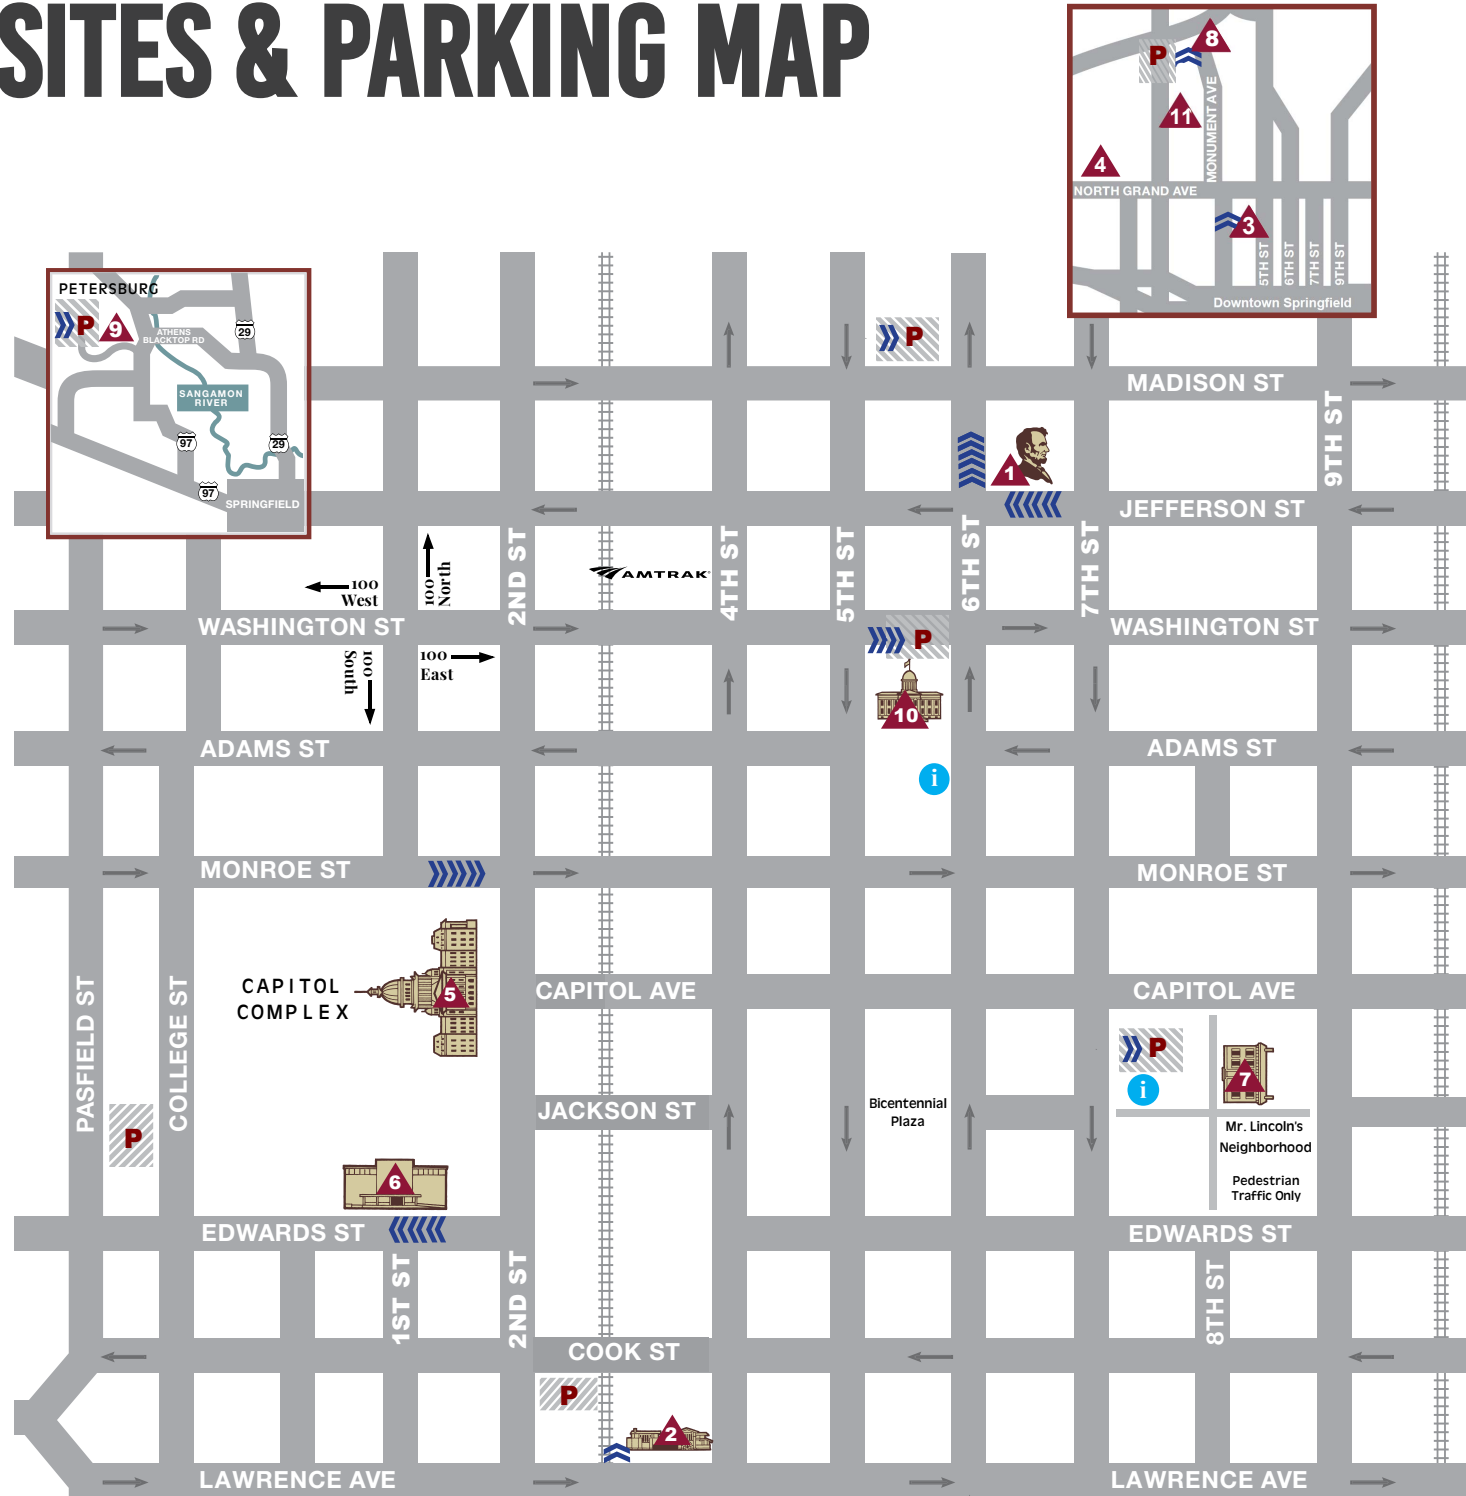 SITES & PARKING MAP
P
8
11
MONUMENT AVE
4
NORTH GRAND AVE
3
5TH ST
6TH ST
7TH ST
9TH ST
Downtown Springfield
PETERSBURG
P
9
ATHENS
BLACKTOP RD
29
SANGAMON
RIVER
97
29
97
SPRINGFIELD
P
MADISON ST
9TH ST
1
JEFFERSON ST
2ND ST
AMTRAK
4TH ST
5TH ST
6TH ST
7TH ST
100
West
100
North
WASHINGTON ST
P
WASHINGTON ST
100
South
100
East
10
ADAMS ST
ADAMS ST
i
MONROE ST
MONROE ST
CAPITOL
COMPLEX
5
CAPITOL AVE
CAPITOL AVE
PASFIELD ST
COLLEGE ST
P
7
i
P
JACKSON ST
Bicentennial
Plaza
Mr. Lincoln's
Neighborhood
Pedestrian
Traffic Only
6
EDWARDS ST
EDWARDS ST
1ST ST
2ND ST
8TH ST
COOK ST
P
2
LAWRENCE AVE
LAWRENCE AVE